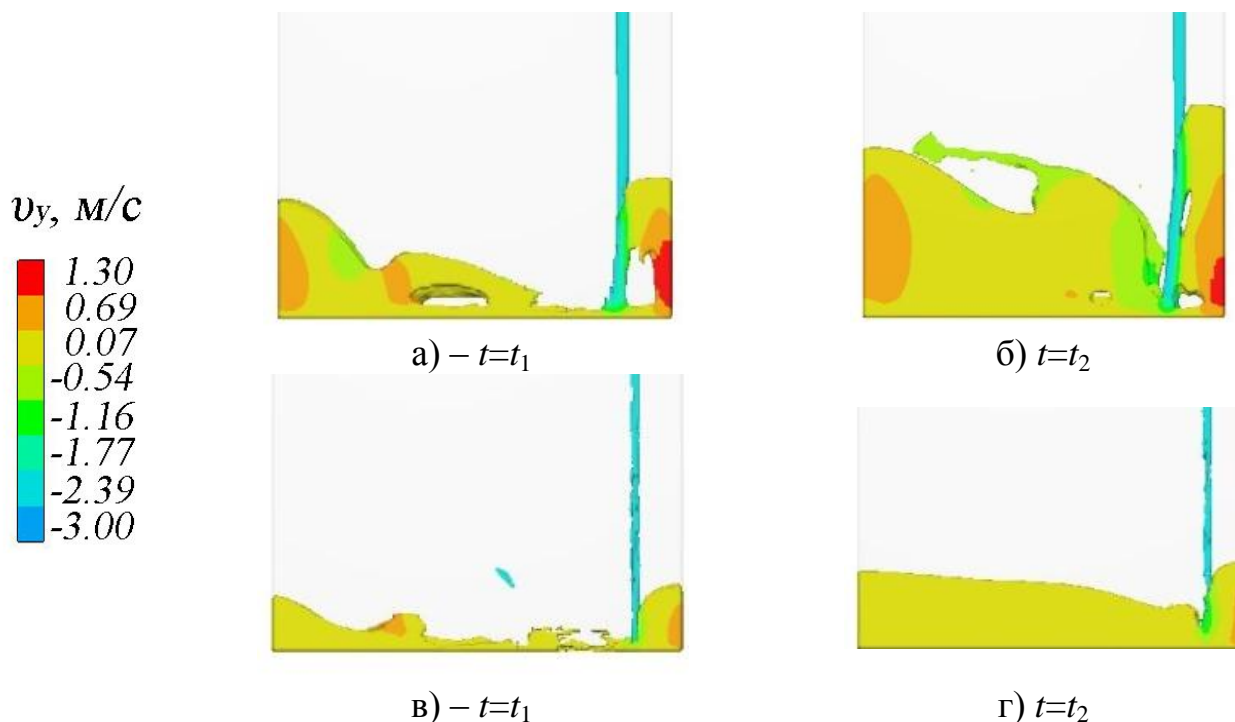 υy, м/с
1.30
0.69
0.07
-0.54
-1.16
-1.77
-2.39
-3.00
а) – t=t1
б) t=t2
в) – t=t1
г) t=t2